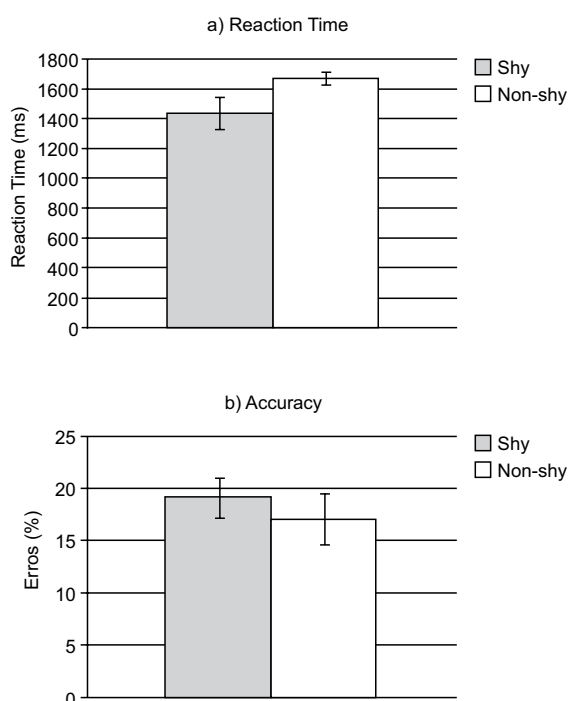 a) Reaction Time
Shy
Non-shy
Reaction Time (ms)
1800
1600
1400
1200
1000
800
600
400
200
0
b) Accuracy
Shy
Non-shy
Erros (%)
25
20
15
10
5
0